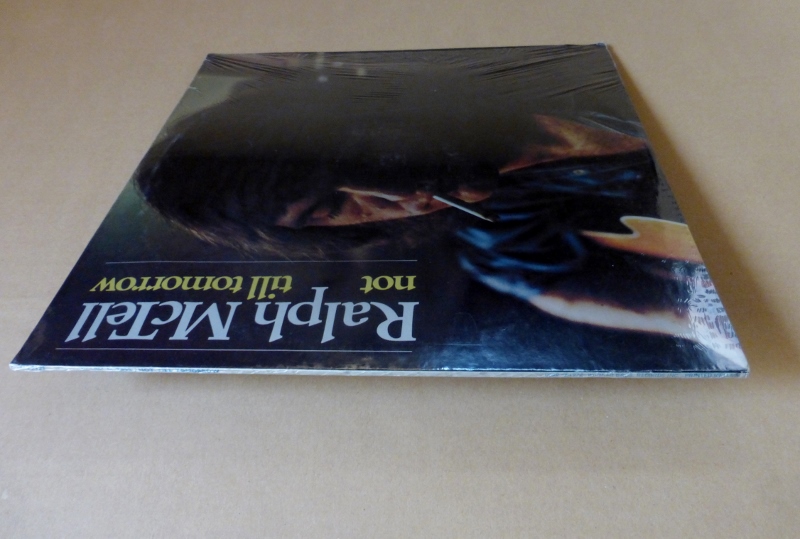 Ralph McTell
not till tomorrow